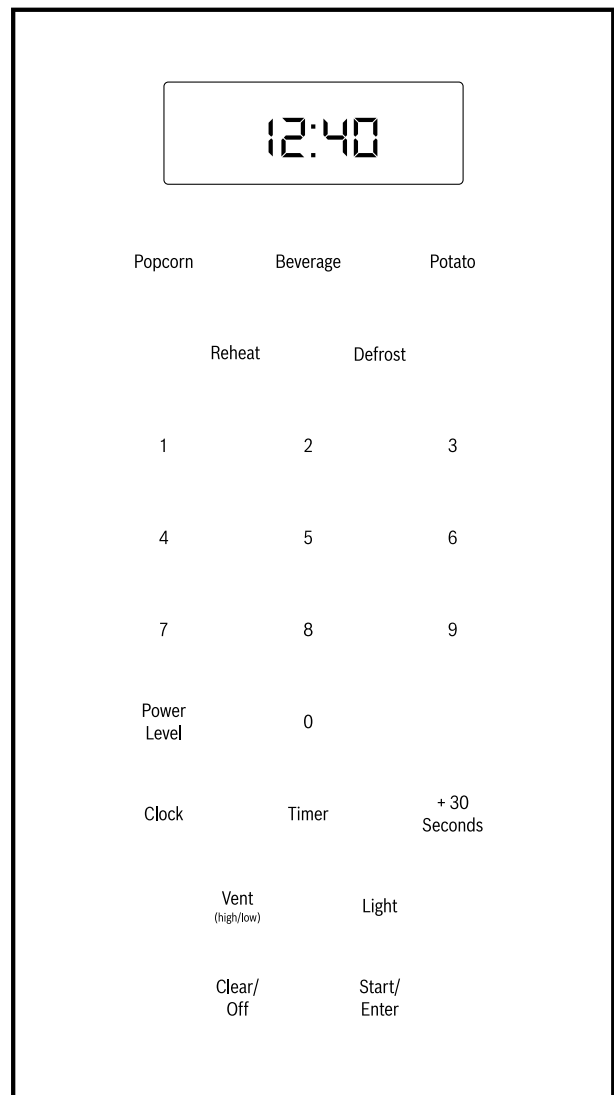 12:40
Popcorn Beverage Potato
Reheat Defrost
1 2 3
4 5 6
7 8 9
Power
Level
0
Clock Timer
+ 30
Seconds
Vent
(high/low)
Light
Clear/
Off
Start/
Enter